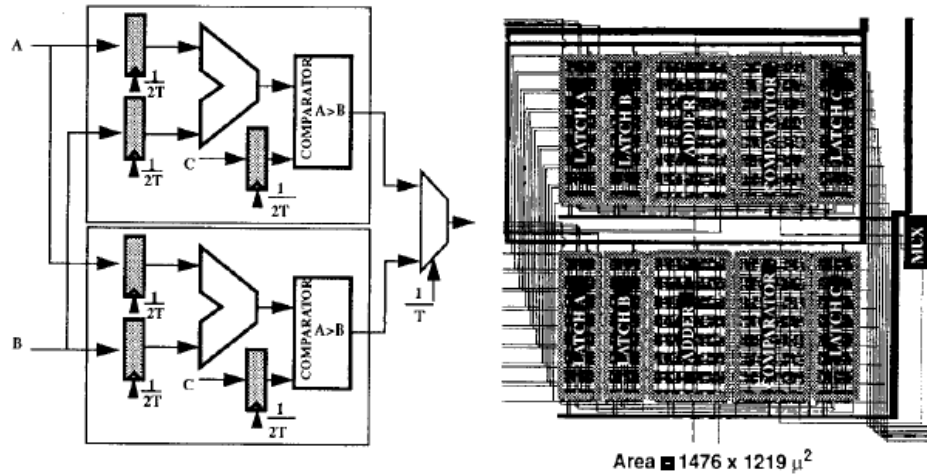 A
1
2T
1
2T
C
1
2T
COMPARATOR
A>B
1
T
B
1
2T
1
2T
C
1
2T
COMPARATOR
A>B
LATCH A
LATCH B
ADDER
COMPARATOR
LATCH C
MUX
LATCH A
LATCH B
ADDER
COMPARATOR
LATCH C
Area = 1476 x 1219 μ²